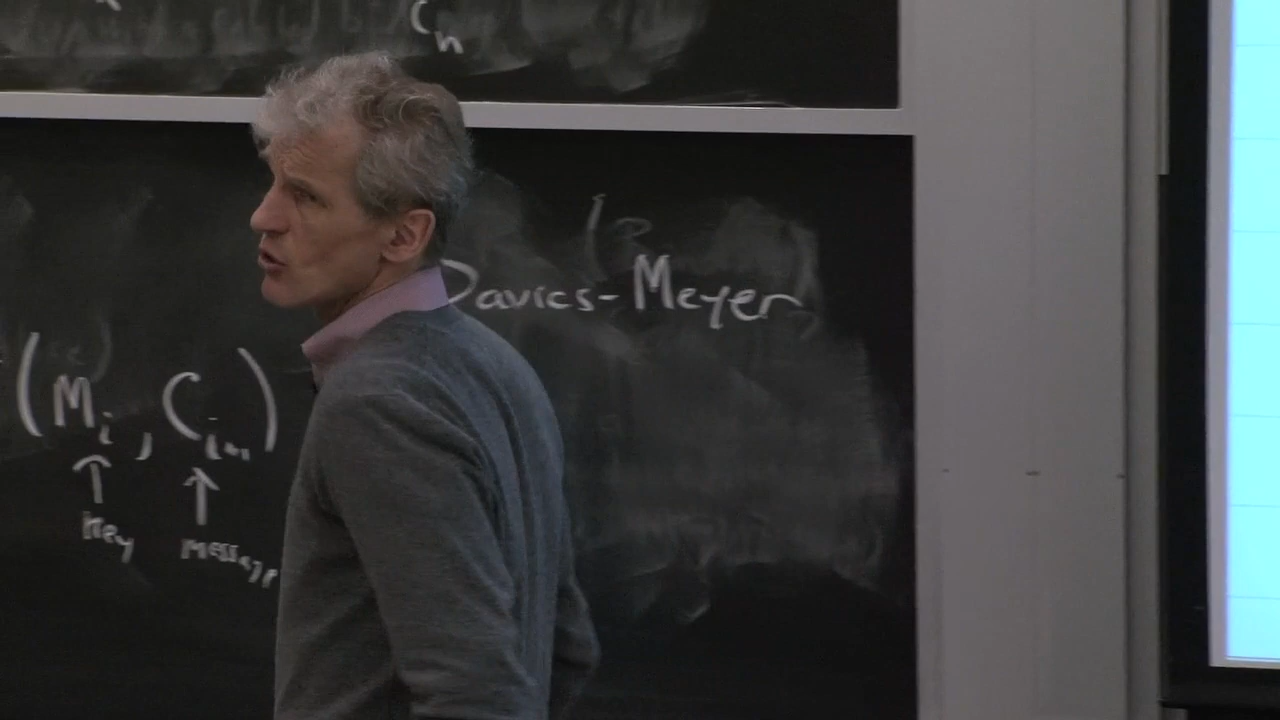 Cn
Davies-Meyer
(Mi, Ci-1)
↑ ↑
Key Message